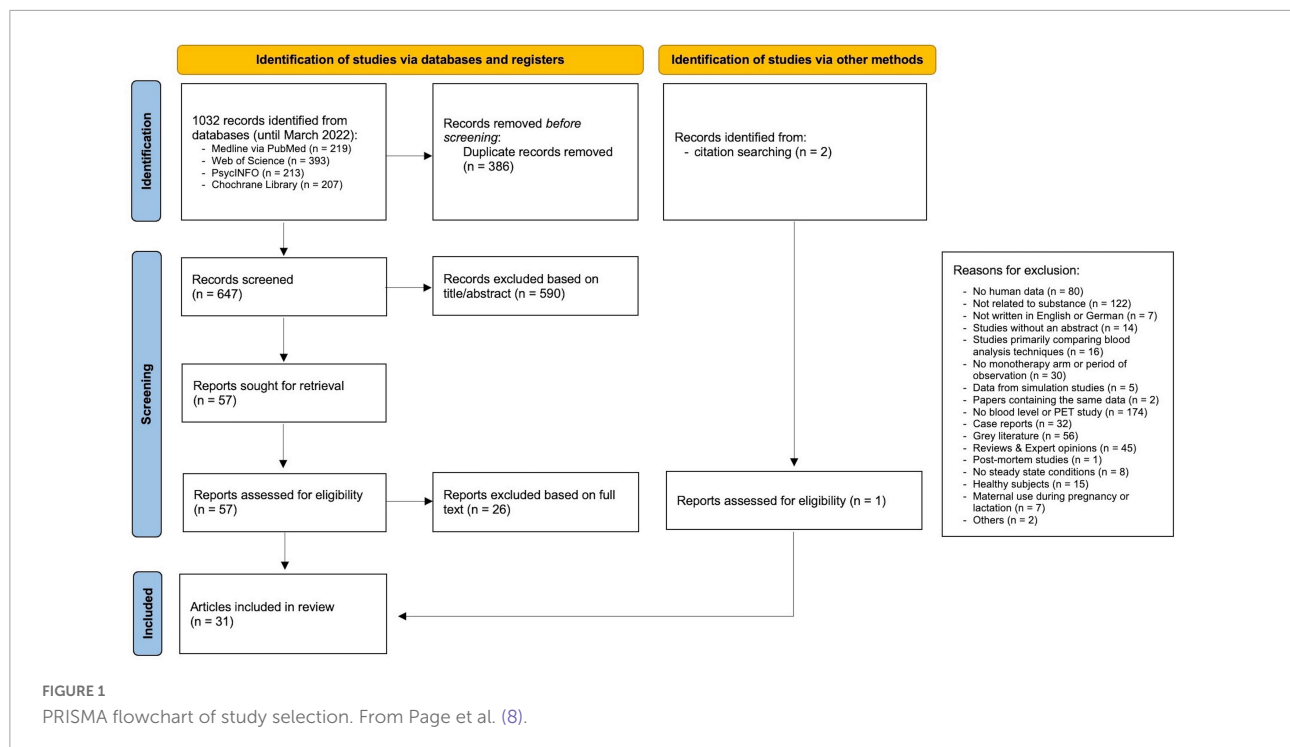 Identification of studies via databases and registers
Identification of studies via other methods
Identification
1032 records identified from
databases (until March 2022):
- Medline via PubMed (n = 219)
- Web of Science (n = 393)
- PsycINFO (n = 213)
- Chochrane Library (n = 207)
Records removed before
screening:
Duplicate records removed
(n = 386)
Records identified from:
- citation searching (n = 2)
Screening
Records screened
(n = 647)
Records excluded based on
title/abstract (n = 590)
Reports sought for retrieval
(n = 57)
Reports assessed for eligibility
(n = 57)
Reports excluded based on full
text (n = 26)
Reports assessed for eligibility (n = 1)
Reasons for exclusion:
- No human data (n = 80)
- Not related to substance (n = 122)
- Not written in English or German (n = 7)
- Studies without an abstract (n = 14)
- Studies primarily comparing blood
analysis techniques (n = 16)
- No monotherapy arm or period of
observation (n = 30)
- Data from simulation studies (n = 5)
- Papers containing the same data (n = 2)
- No blood level or PET study (n = 174)
- Case reports (n = 32)
- Grey literature (n = 56)
- Reviews & Expert opinions (n = 45)
- Post-mortem studies (n = 1)
- No steady state conditions (n = 8)
- Healthy subjects (n = 15)
- Maternal use during pregnancy or
lactation (n = 7)
- Others (n = 2)
Included
Articles included in review
(n = 31)
FIGURE 1
PRISMA flowchart of study selection. From Page et al. (8).